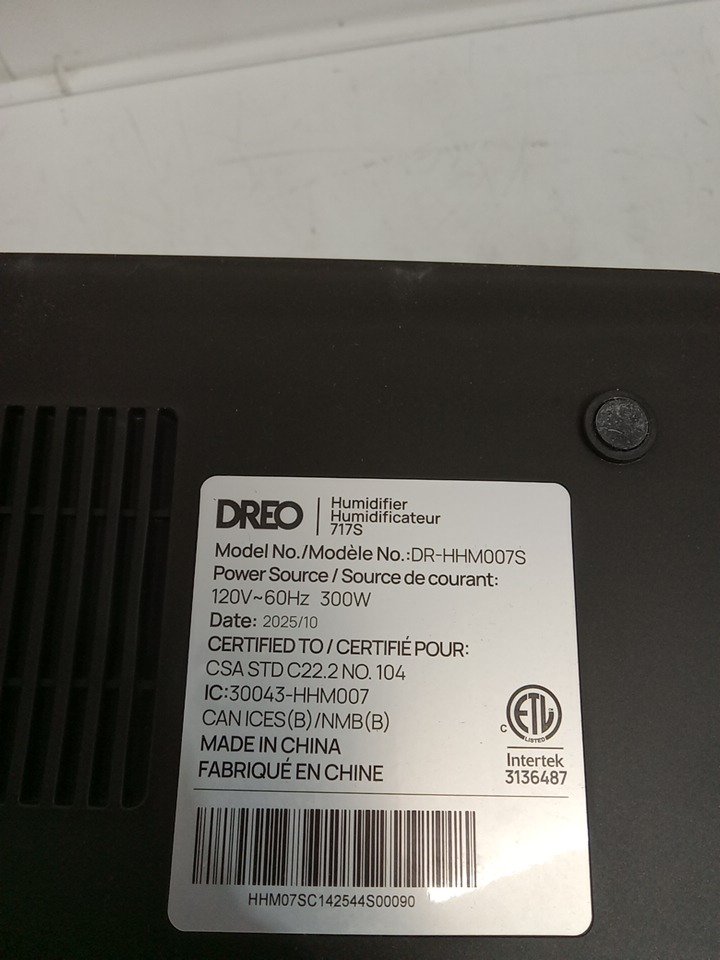 DREO
Humidifier
Humidificateur
717S
Model No./Modèle No.:DR-HHM007S
Power Source / Source de courant:
120V~60Hz 300W
Date: 2025/10
CERTIFIED TO / CERTIFIÉ POUR:
CSA STD C22.2 NO. 104
IC:30043-HHM007
CAN ICES(B)/NMB(B)
MADE IN CHINA
FABRIQUÉ EN CHINE
C ETL
LISTED
Intertek
3136487
HHM07SC142544S00090